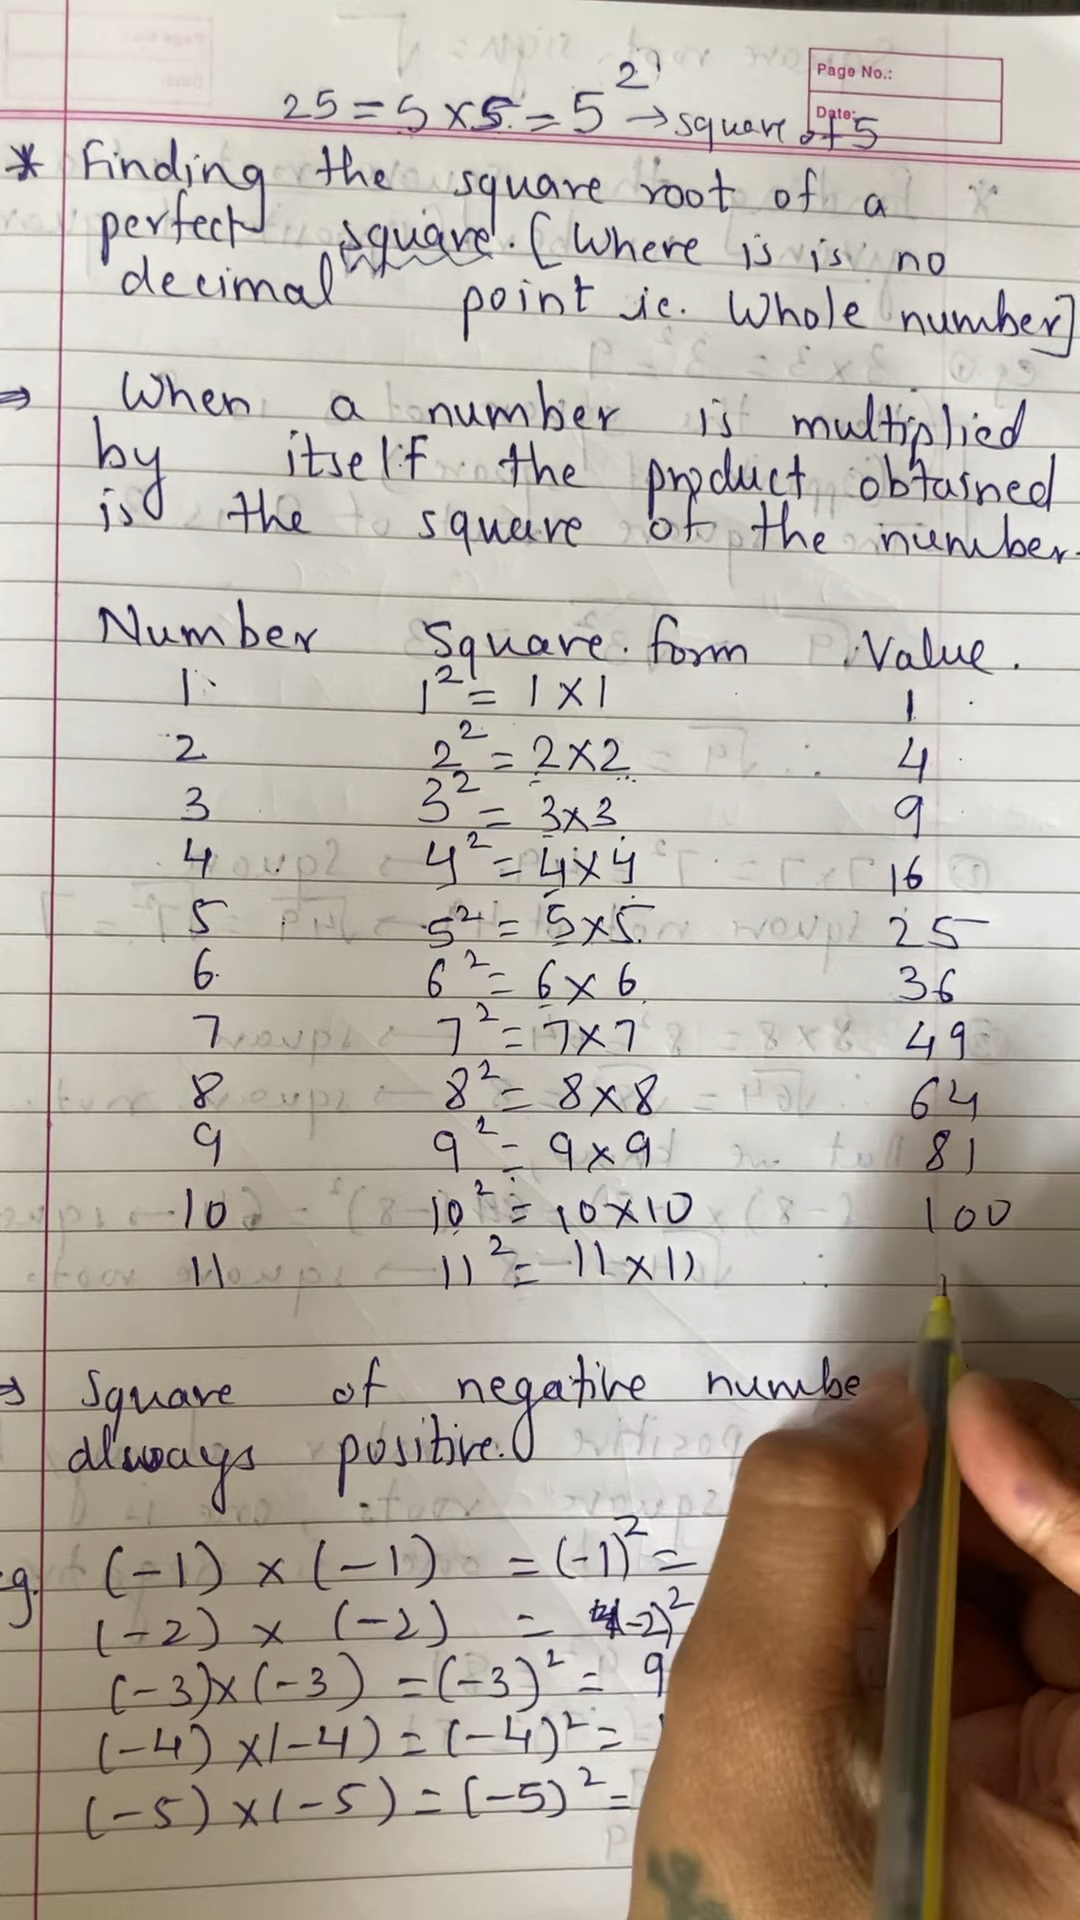 Page No.:
Date:
25 = 5 x 5 = 5² → square of 5
* Finding the square root of a
perfect square. [Where is is no
decimal point ie. Whole number]
⇒ When a number is multiplied
by itself the product obtained
is the square of the number.
Number Square form Value.
1 1² = 1 x 1 1
2 2² = 2 x 2 4
3 3² = 3 x 3 9
4 4² = 4 x 4 16
5 5² = 5 x 5 25
6 6² = 6 x 6 36
7 7² = 7 x 7 49
8 8² = 8 x 8 64
9 9² = 9 x 9 81
10 10² = 10 x 10 100
11 11² = 11 x 11
⇒ Square of negative numbe
always positive.
g. (-1) x (-1) = (-1)² =
(-2) x (-2) = (-2)²
(-3) x (-3) = (-3)² = 9
(-4) x (-4) = (-4)² =
(-5) x (-5) = (-5)² =